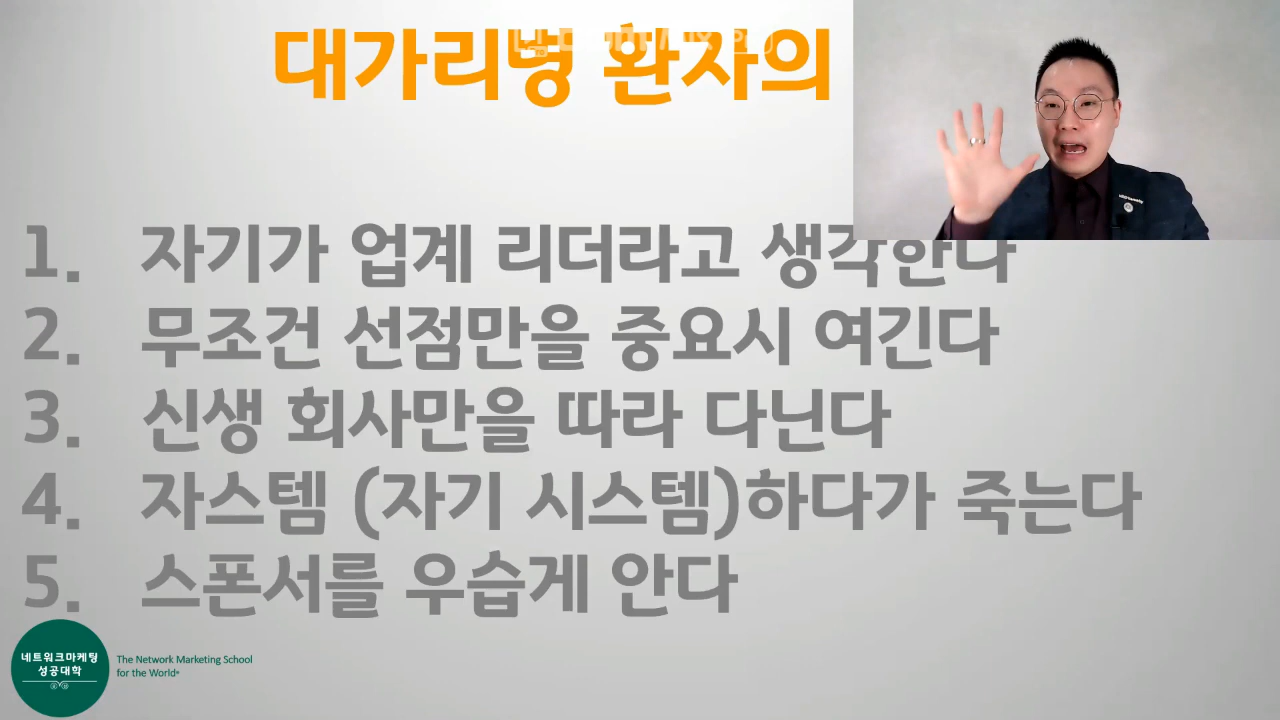 대가리병 환자의
1. 자기가 업계 리더라고 생각한다
2. 무조건 선점만을 중요시 여긴다
3. 신생 회사만을 따라 다닌다
4. 자스템 (자기 시스템)하다가 죽는다
5. 스폰서를 우습게 안다
네트워크마케팅
성공대학
The Network Marketing School
for the World®